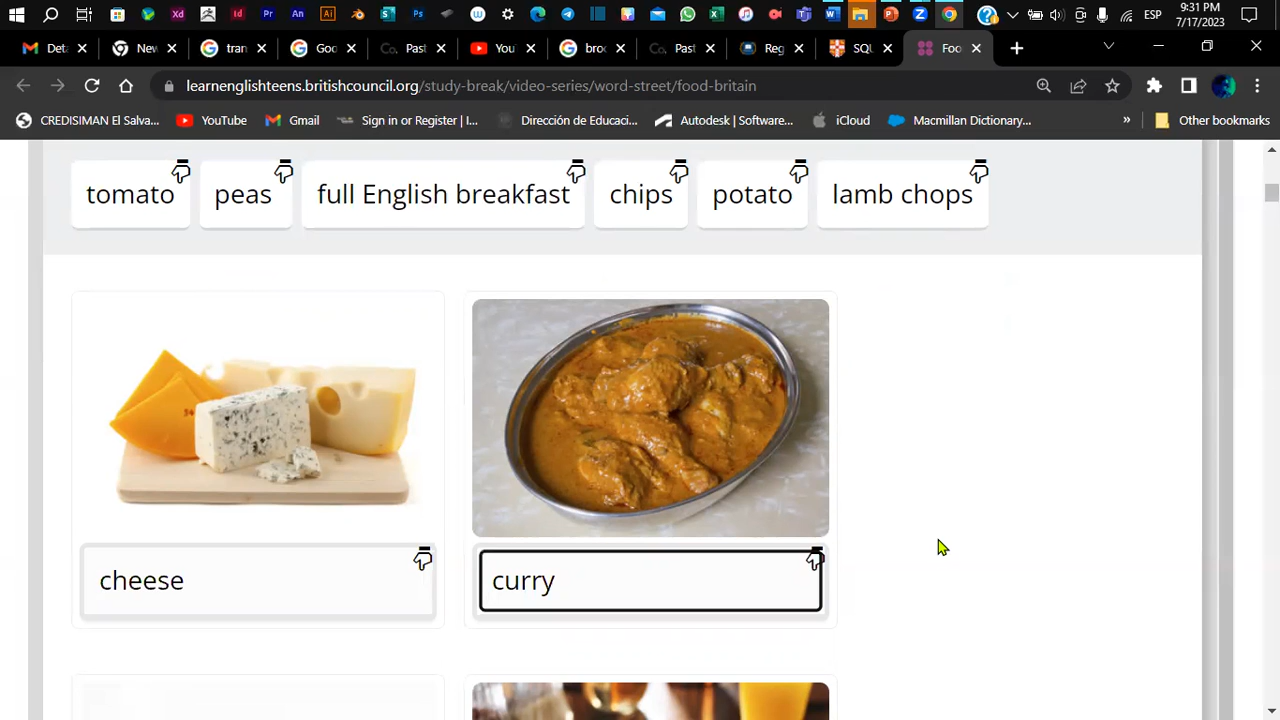 9:31 PM
ESP
7/17/2023
Deta
New
tran
Goo
Past
You
broc
Past
Reg
SQL
Foo
learnenglishteens.britishcouncil.org/study-break/video-series/word-street/food-britain
CREDISIMAN El Salva...
YouTube
Gmail
Sign in or Register | I...
Dirección de Educaci...
Autodesk | Software...
iCloud
Macmillan Dictionary...
»
Other bookmarks
tomato
peas
full English breakfast
chips
potato
lamb chops
cheese
curry